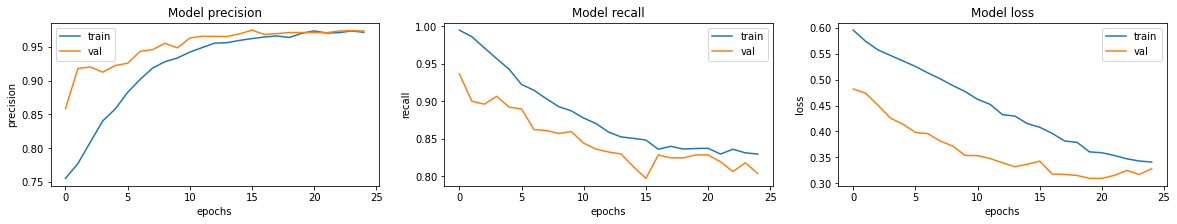 Model precision
train
val
0.95
0.90
0.85
0.80
0.75
precision
0 5 10 15 20 25
epochs
Model recall
train
val
1.00
0.95
0.90
0.85
0.80
recall
0 5 10 15 20 25
epochs
Model loss
train
val
0.60
0.55
0.50
0.45
0.40
0.35
0.30
loss
0 5 10 15 20 25
epochs